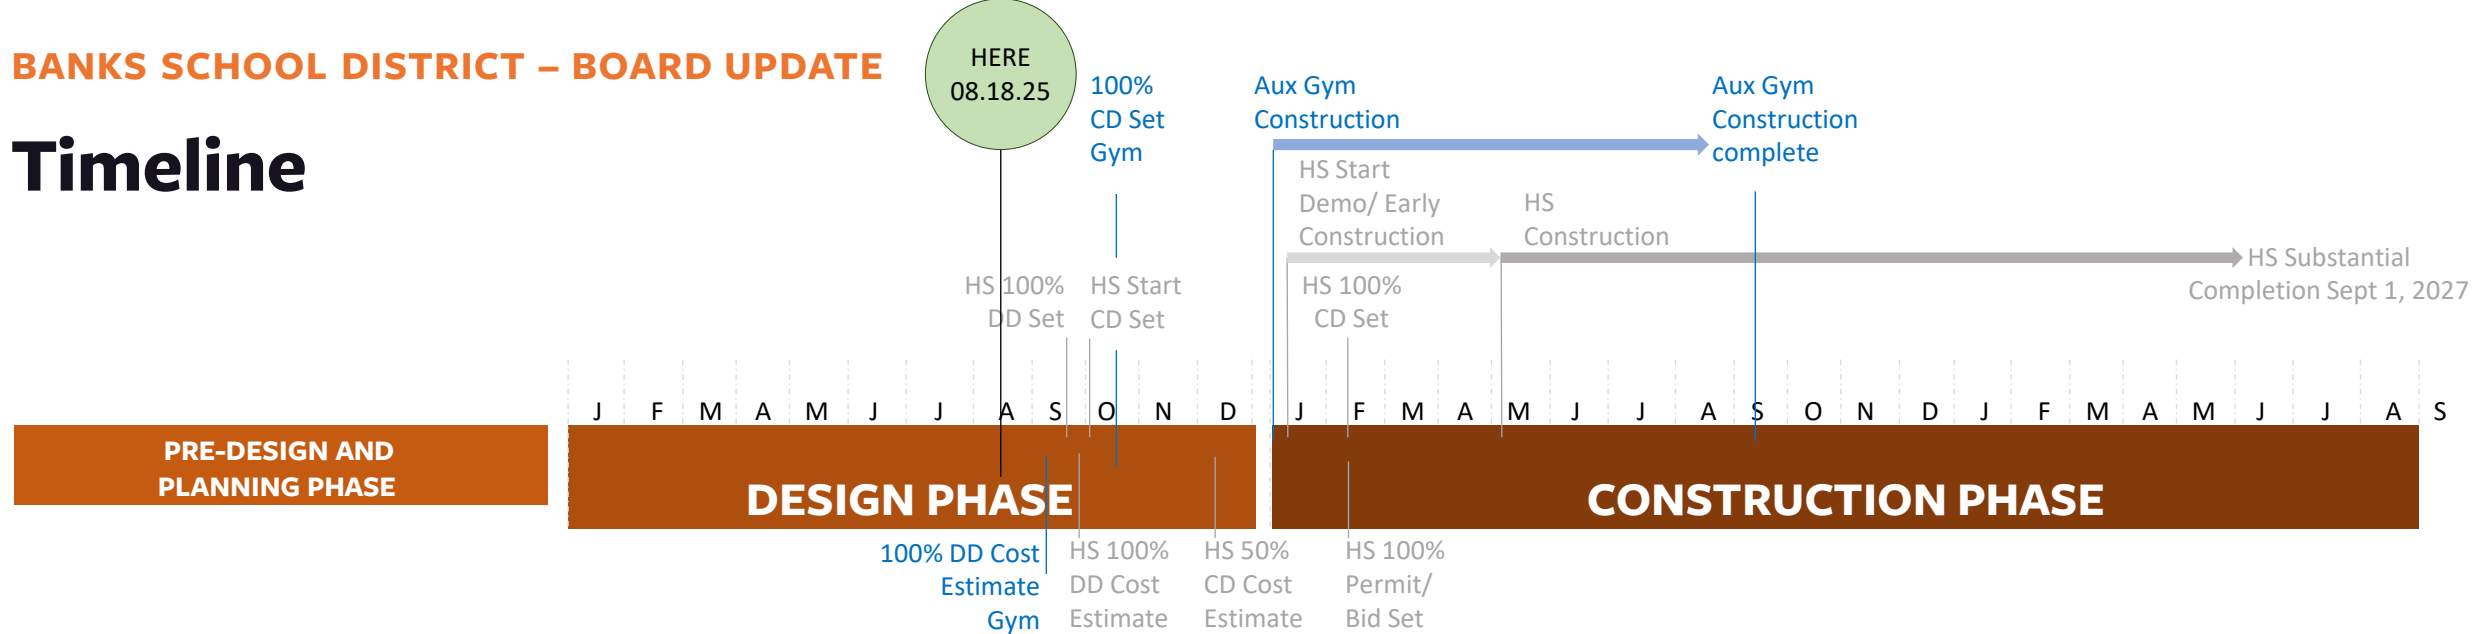 BANKS SCHOOL DISTRICT – BOARD UPDATE
Timeline
HERE
08.18.25
100%
CD Set
Gym
Aux Gym
Construction
Aux Gym
Construction
complete
HS Start
Demo/ Early
Construction
HS
Construction
HS Substantial
Completion Sept 1, 2027
HS 100%
DD Set
HS Start
CD Set
HS 100%
CD Set
J F M A M J J A S O N D J F M A M J J A S O N D J F M A M J J A S
PRE-DESIGN AND
PLANNING PHASE
DESIGN PHASE
CONSTRUCTION PHASE
100% DD Cost
Estimate
Gym
HS 100%
DD Cost
Estimate
HS 50%
CD Cost
Estimate
HS 100%
Permit/
Bid Set